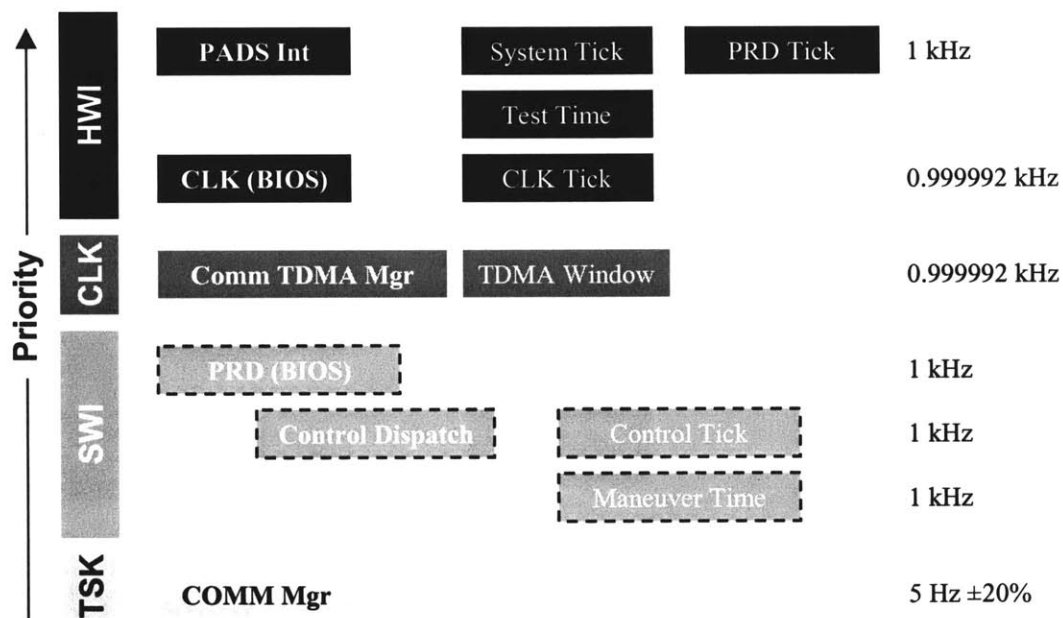 Priority
HWI
PADS Int
System Tick
PRD Tick
1 kHz
Test Time
CLK (BIOS)
CLK Tick
0.999992 kHz
CLK
Comm TDMA Mgr
TDMA Window
0.999992 kHz
SWI
PRD (BIOS)
1 kHz
Control Dispatch
Control Tick
1 kHz
Maneuver Time
1 kHz
TSK
COMM Mgr
5 Hz ±20%